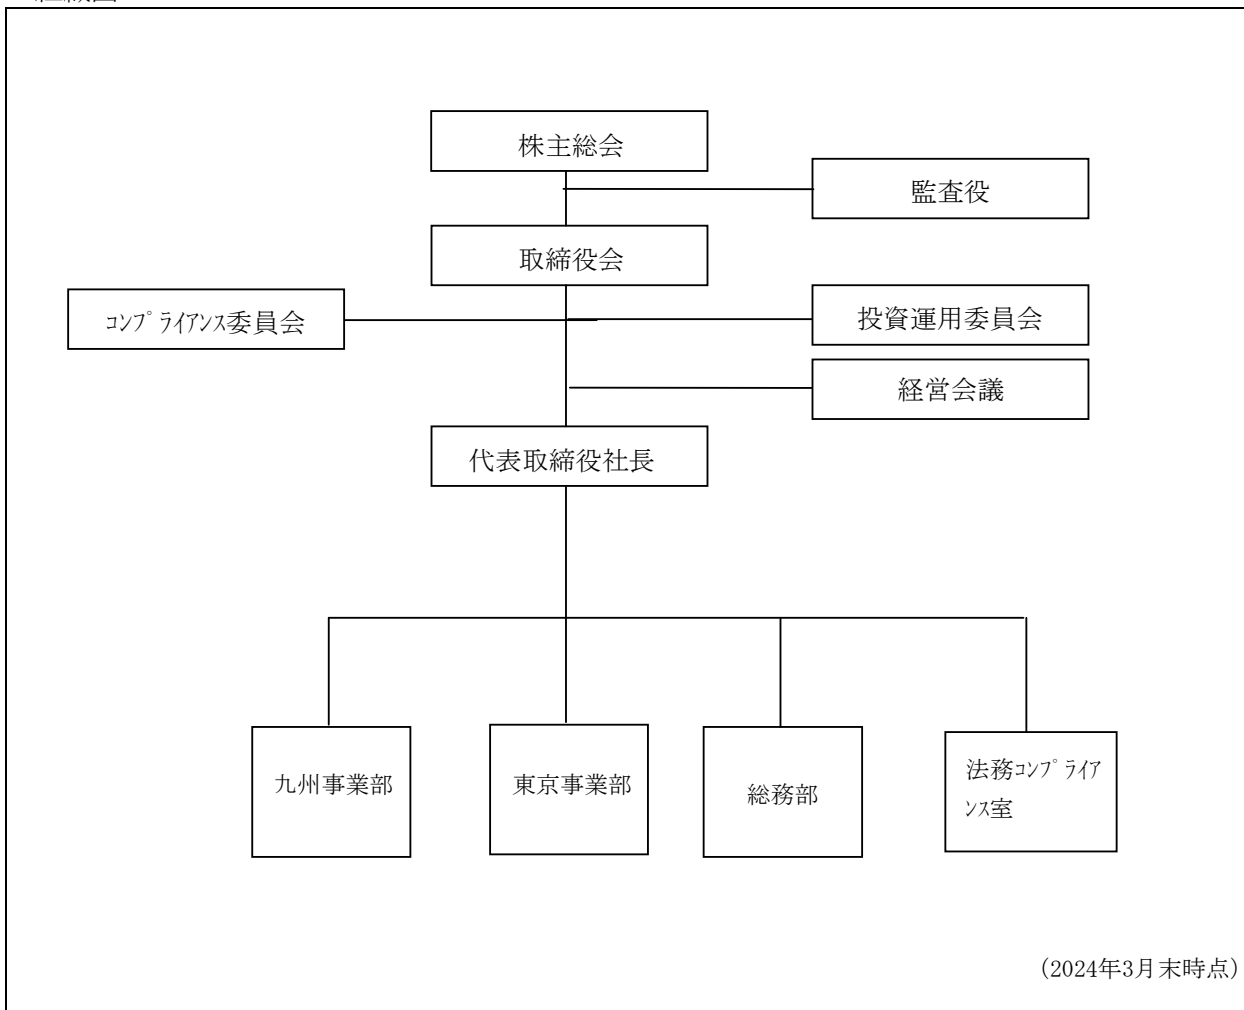 株主総会
監査役
取締役会
ｺﾝﾌﾟﾗｲｱﾝｽ委員会
投資運用委員会
経営会議
代表取締役社長
九州事業部
東京事業部
総務部
法務ｺﾝﾌﾟﾗｲｱ
ﾝｽ室
（2024年3月末時点）